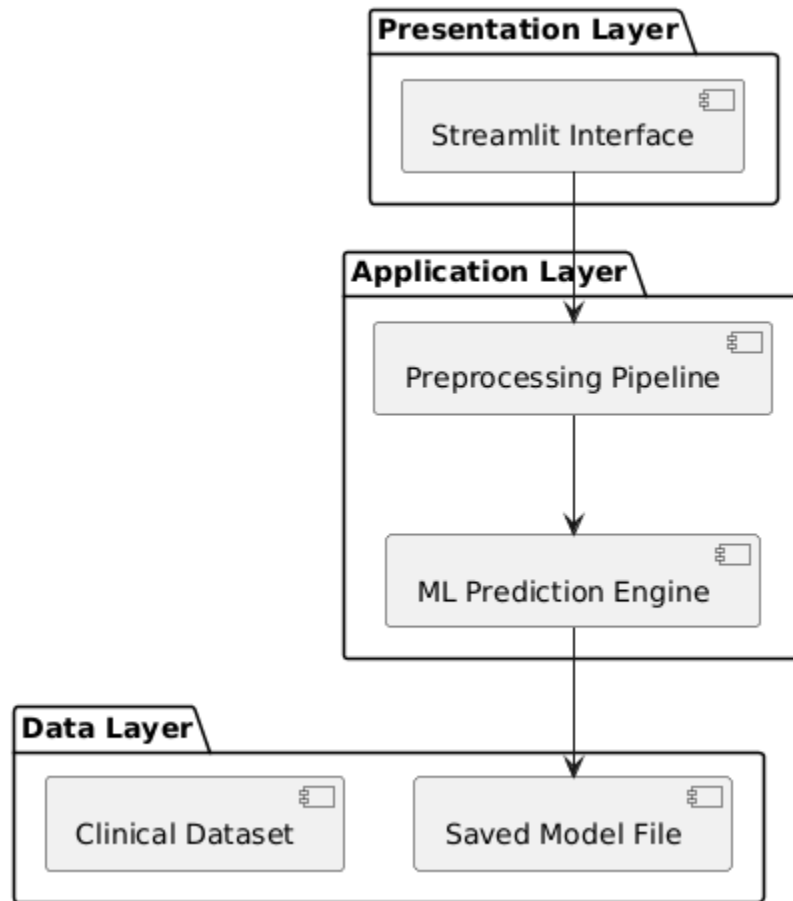 Presentation Layer
Streamlit Interface
Application Layer
Preprocessing Pipeline
ML Prediction Engine
Data Layer
Clinical Dataset
Saved Model File